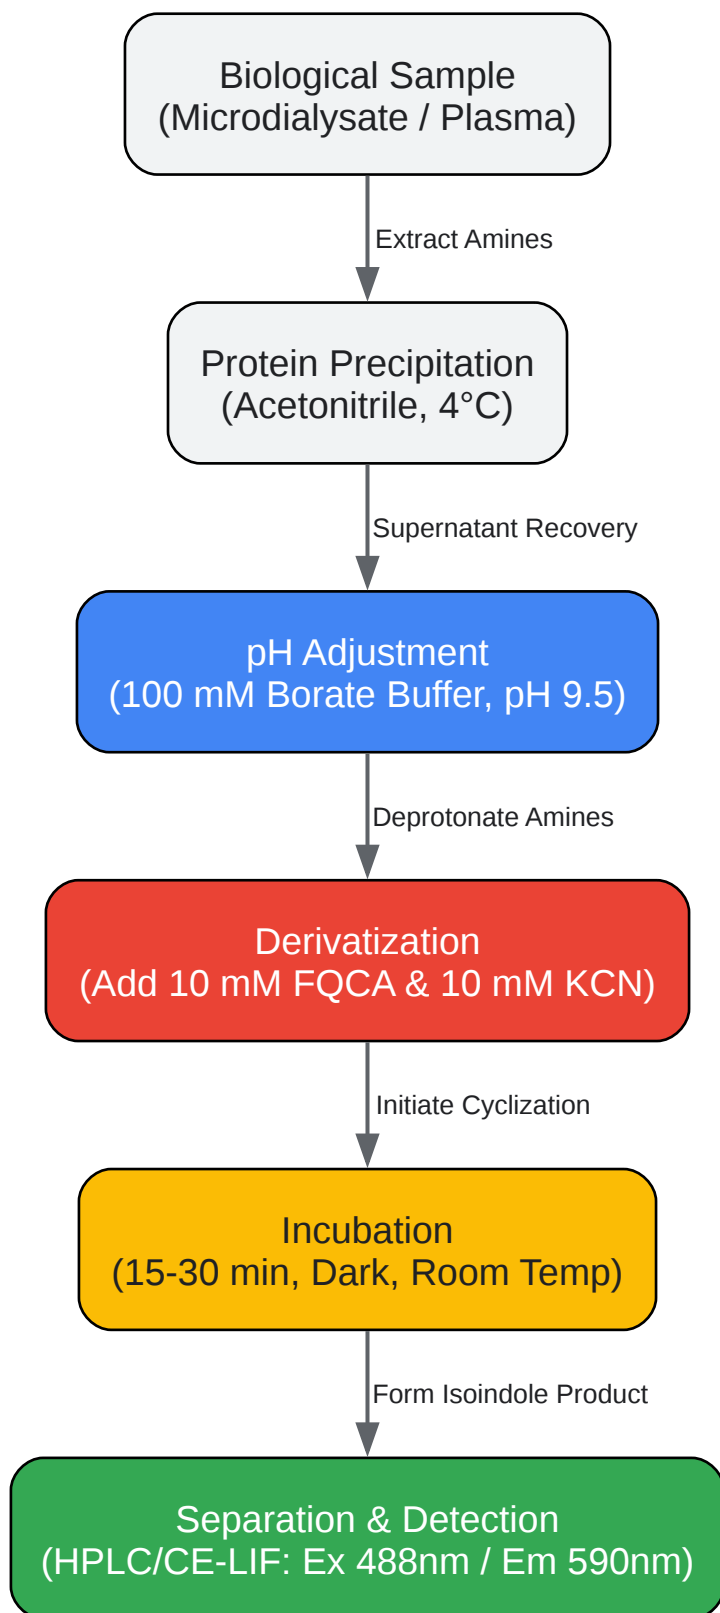 Biological Sample
(Microdialysate / Plasma)
Extract Amines
Protein Precipitation
(Acetonitrile, 4°C)
Supernatant Recovery
pH Adjustment
(100 mM Borate Buffer, pH 9.5)
Deprotonate Amines
Derivatization
(Add 10 mM FQCA & 10 mM KCN)
Initiate Cyclization
Incubation
(15-30 min, Dark, Room Temp)
Form Isoindole Product
Separation & Detection
(HPLC/CE-LIF: Ex 488nm / Em 590nm)